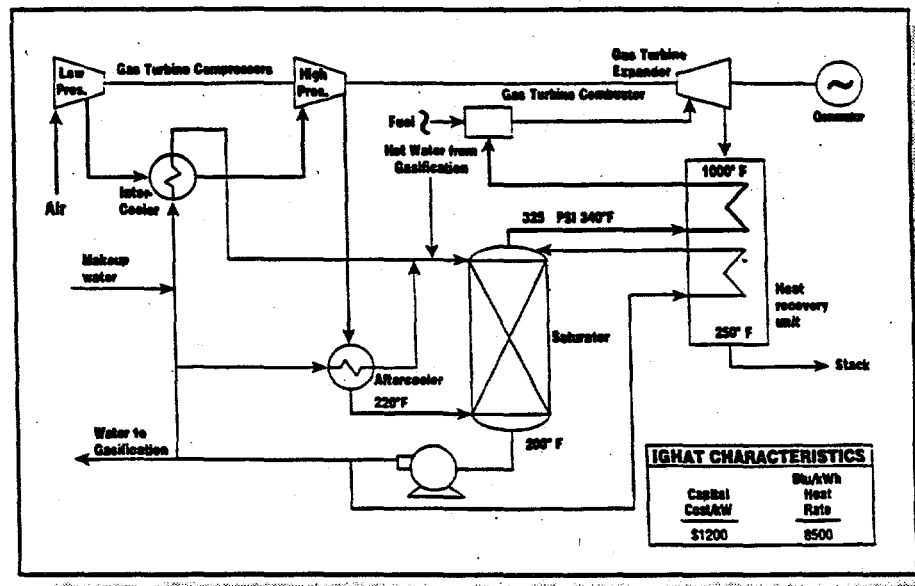 Low
Pres.
Gas Turbine Compressors
High
Pres.
Gas Turbine
Expander
Gas Turbine Combustor
Generator
Fuel
Hot Water from
Gasification
Air
Inter-
Cooler
1000° F
325 PSI 340°F
Makeup
water
Heat
recovery
unit
250° F
Saturator
Stack
Aftercooler
220°F
200° F
Water to
Gasification
IGHAT CHARACTERISTICS
Capital
Cost/kW
$1200
Btu/kWh
Heat
Rate
8500